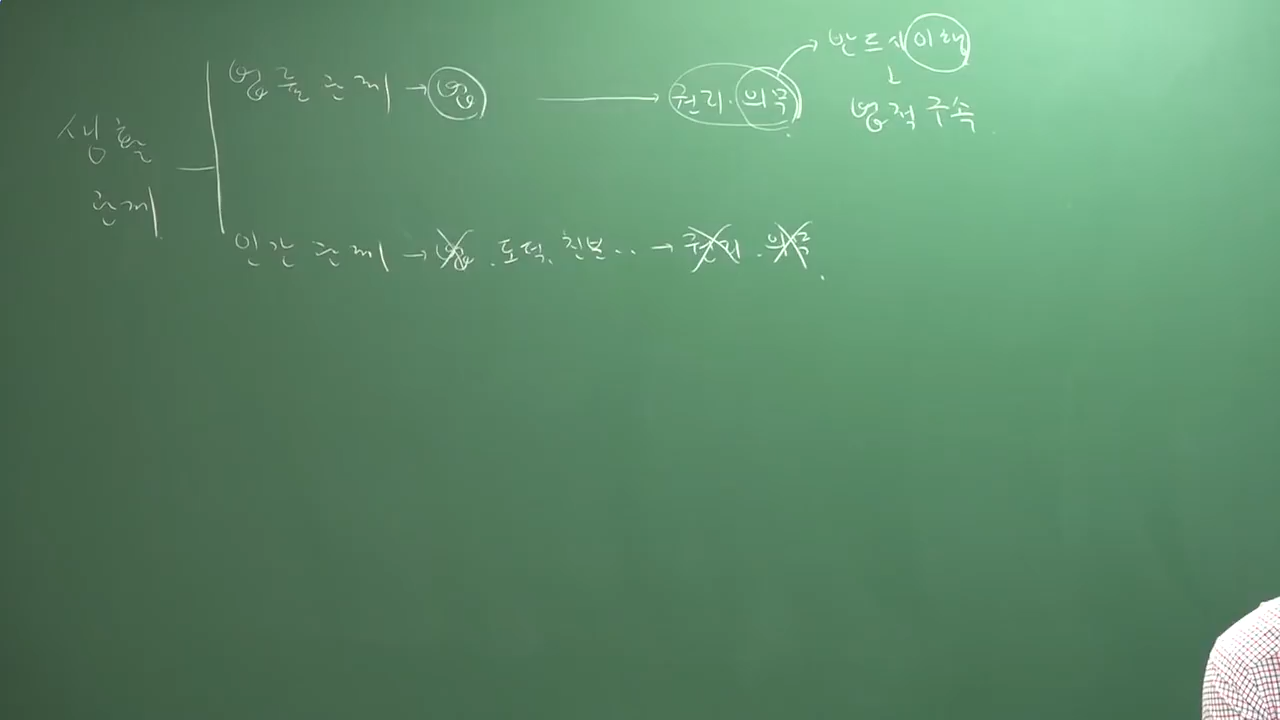 반드시 이행
법률관계 → 법 → 권리·의무
법적 구속
생활
관계
인간관계 → 법, 도덕, 친분.. → 권리·의무